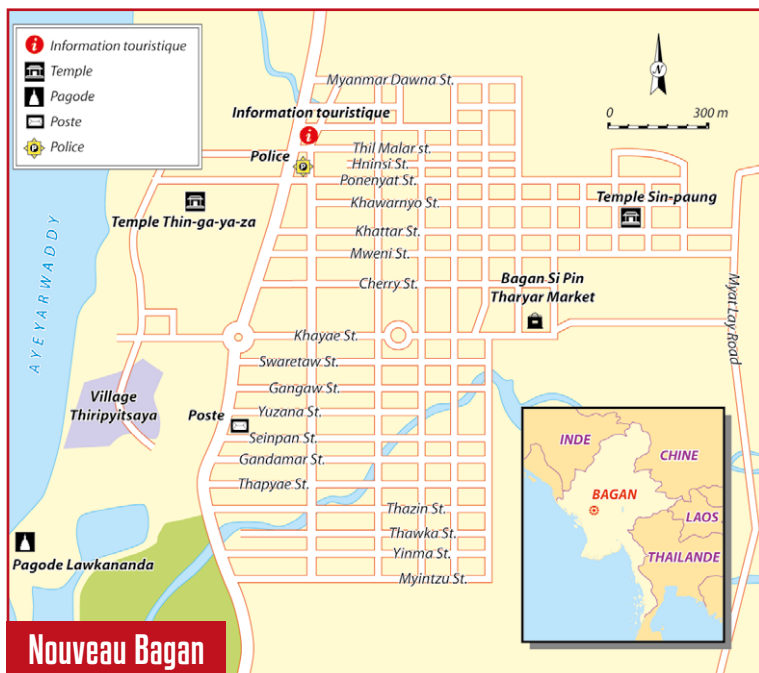 Information touristique
Temple
Pagode
Poste
Police
N
0 300 m
Myanmar Dawna St.
Information touristique
i
Thil Malar st.
Police
P
Hninsi St.
Ponenyat St.
Temple Thin-ga-ya-za
Khawarnyo St.
Temple Sin-paung
Khattar St.
Mweni St.
Cherry St.
Bagan Si Pin
Tharyar Market
AYEYARWADDY
Myat Lay Road
Khayae St.
Swaretaw St.
Gangaw St.
Village
Thiripyitsaya
Yuzana St.
Poste
Seinpan St.
Gandamar St.
Thapyae St.
Thazin St.
Thawka St.
Yinma St.
Myintzu St.
Pagode Lawkananda
INDE
CHINE
BAGAN
LAOS
THAILANDE
Nouveau Bagan